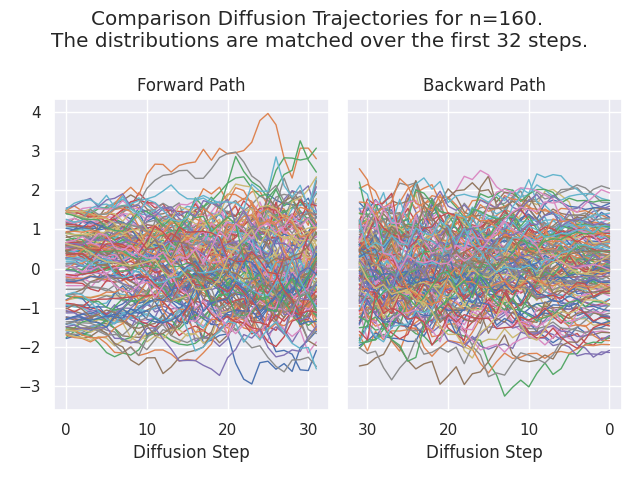 Comparison Diffusion Trajectories for n=160.
The distributions are matched over the first 32 steps.
Forward Path
Backward Path
4
3
2
1
0
−1
−2
−3
0 10 20 30
30 20 10 0
Diffusion Step
Diffusion Step